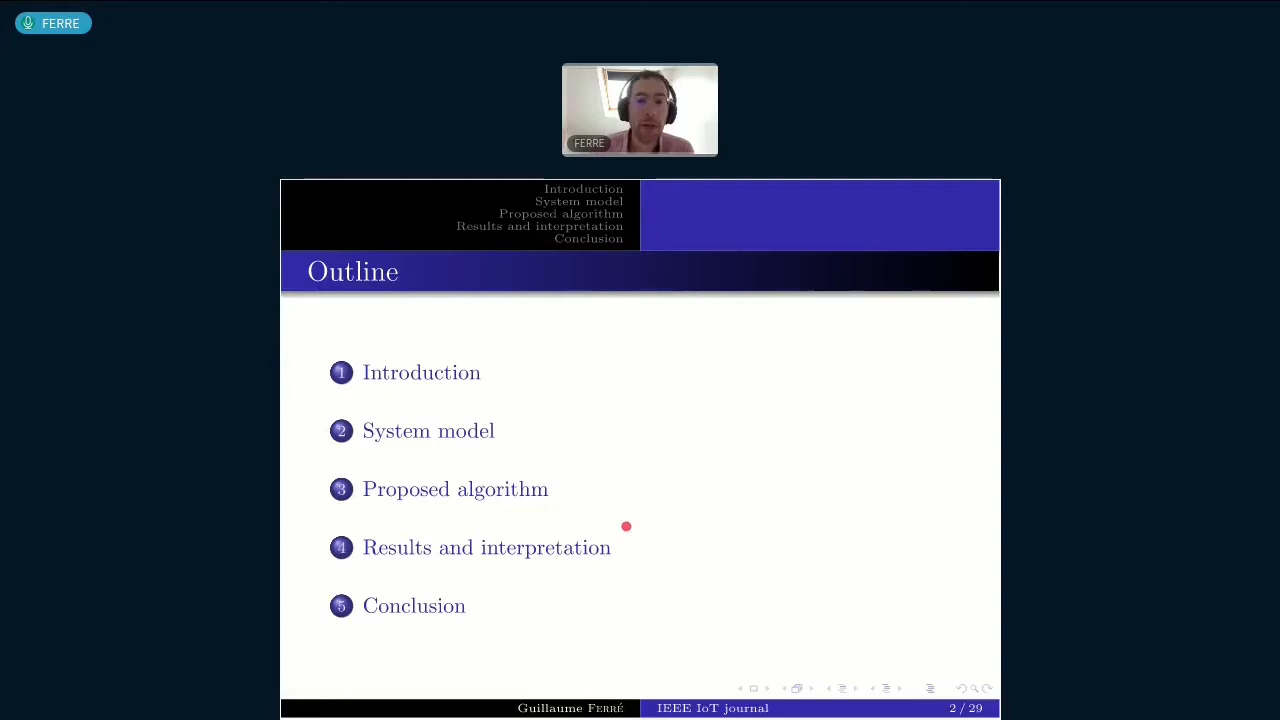 FERRE
FERRE
Introduction
System model
Proposed algorithm
Results and interpretation
Conclusion
Outline
1 Introduction
2 System model
3 Proposed algorithm
4 Results and interpretation
5 Conclusion
Guillaume FERRÉ IEEE IoT journal 2 / 29